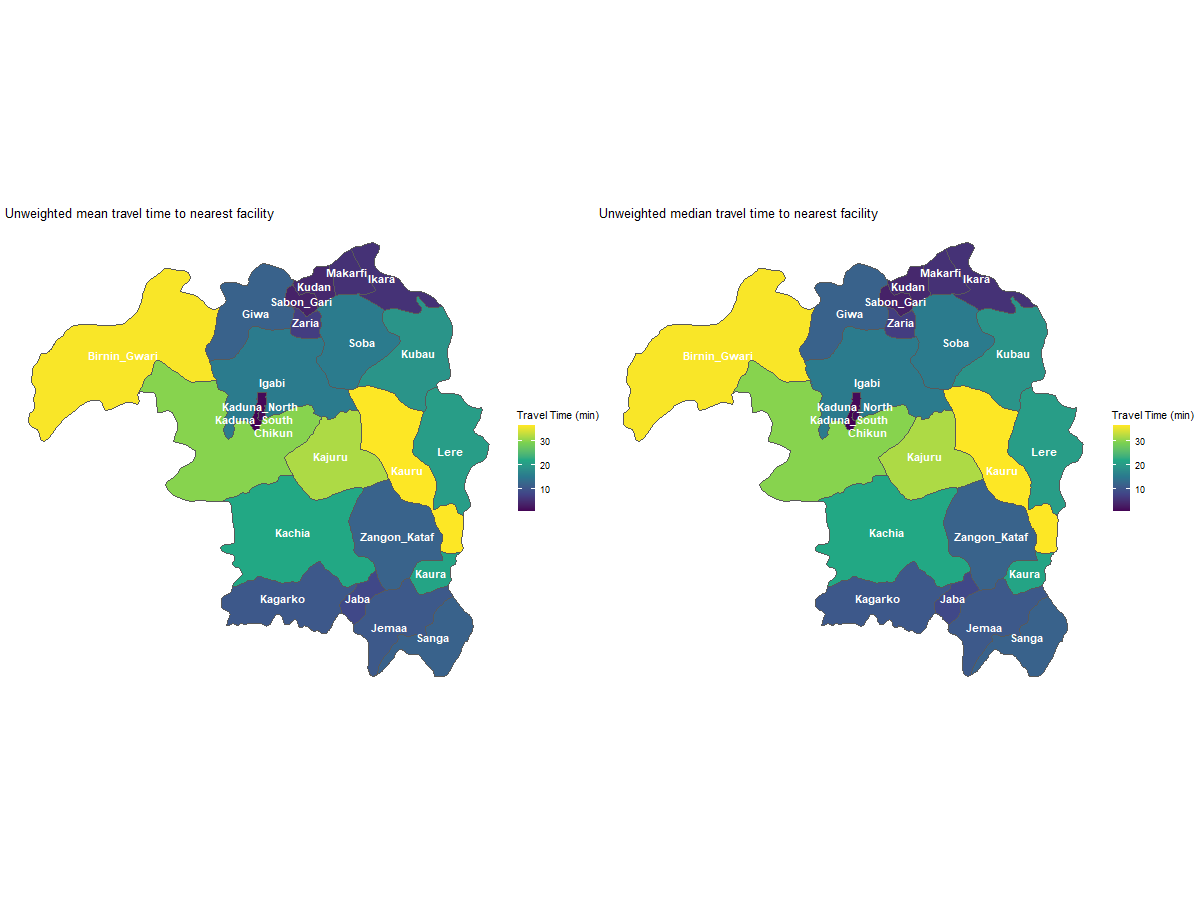 Unweighted mean travel time to nearest facility
Makarfi
Ikara
Kudan
Sabon_Gari
Giwa
Zaria
Soba
Kubau
Birnin_Gwari
Igabi
Kaduna_North
Kaduna_South
Chikun
Kajuru
Lere
Kauru
Kachia
Zangon_Kataf
Kaura
Kagarko
Jaba
Jemaa
Sanga
Travel Time (min)
30
20
10
Unweighted median travel time to nearest facility
Makarfi
Ikara
Kudan
Sabon_Gari
Giwa
Zaria
Soba
Kubau
Birnin_Gwari
Igabi
Kaduna_North
Kaduna_South
Chikun
Kajuru
Lere
Kauru
Kachia
Zangon_Kataf
Kaura
Kagarko
Jaba
Jemaa
Sanga
Travel Time (min)
30
20
10